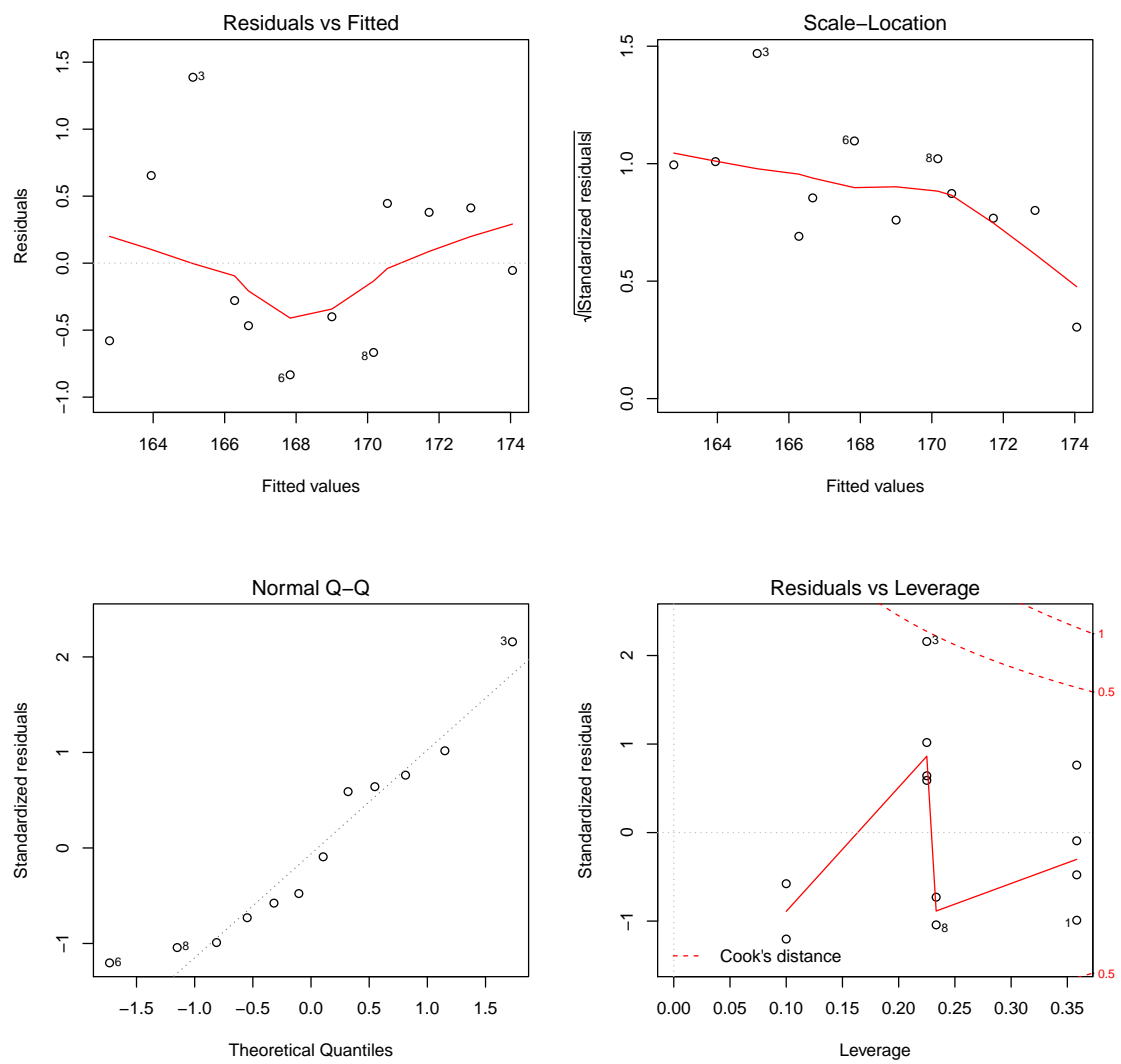 Residuals vs Fitted
Residuals
1.5
1.0
0.5
0.0
−0.5
−1.0
3
6
8
164 166 168 170 172 174
Fitted values
Scale−Location
√|Standardized residuals|
1.5
1.0
0.5
0.0
3
6
8
164 166 168 170 172 174
Fitted values
Normal Q−Q
Standardized residuals
2
1
0
−1
3
8
6
−1.5 −1.0 −0.5 0.0 0.5 1.0 1.5
Theoretical Quantiles
Residuals vs Leverage
Standardized residuals
2
1
0
−1
3
1
0.5
1
8
Cook's distance
0.5
0.00 0.05 0.10 0.15 0.20 0.25 0.30 0.35
Leverage